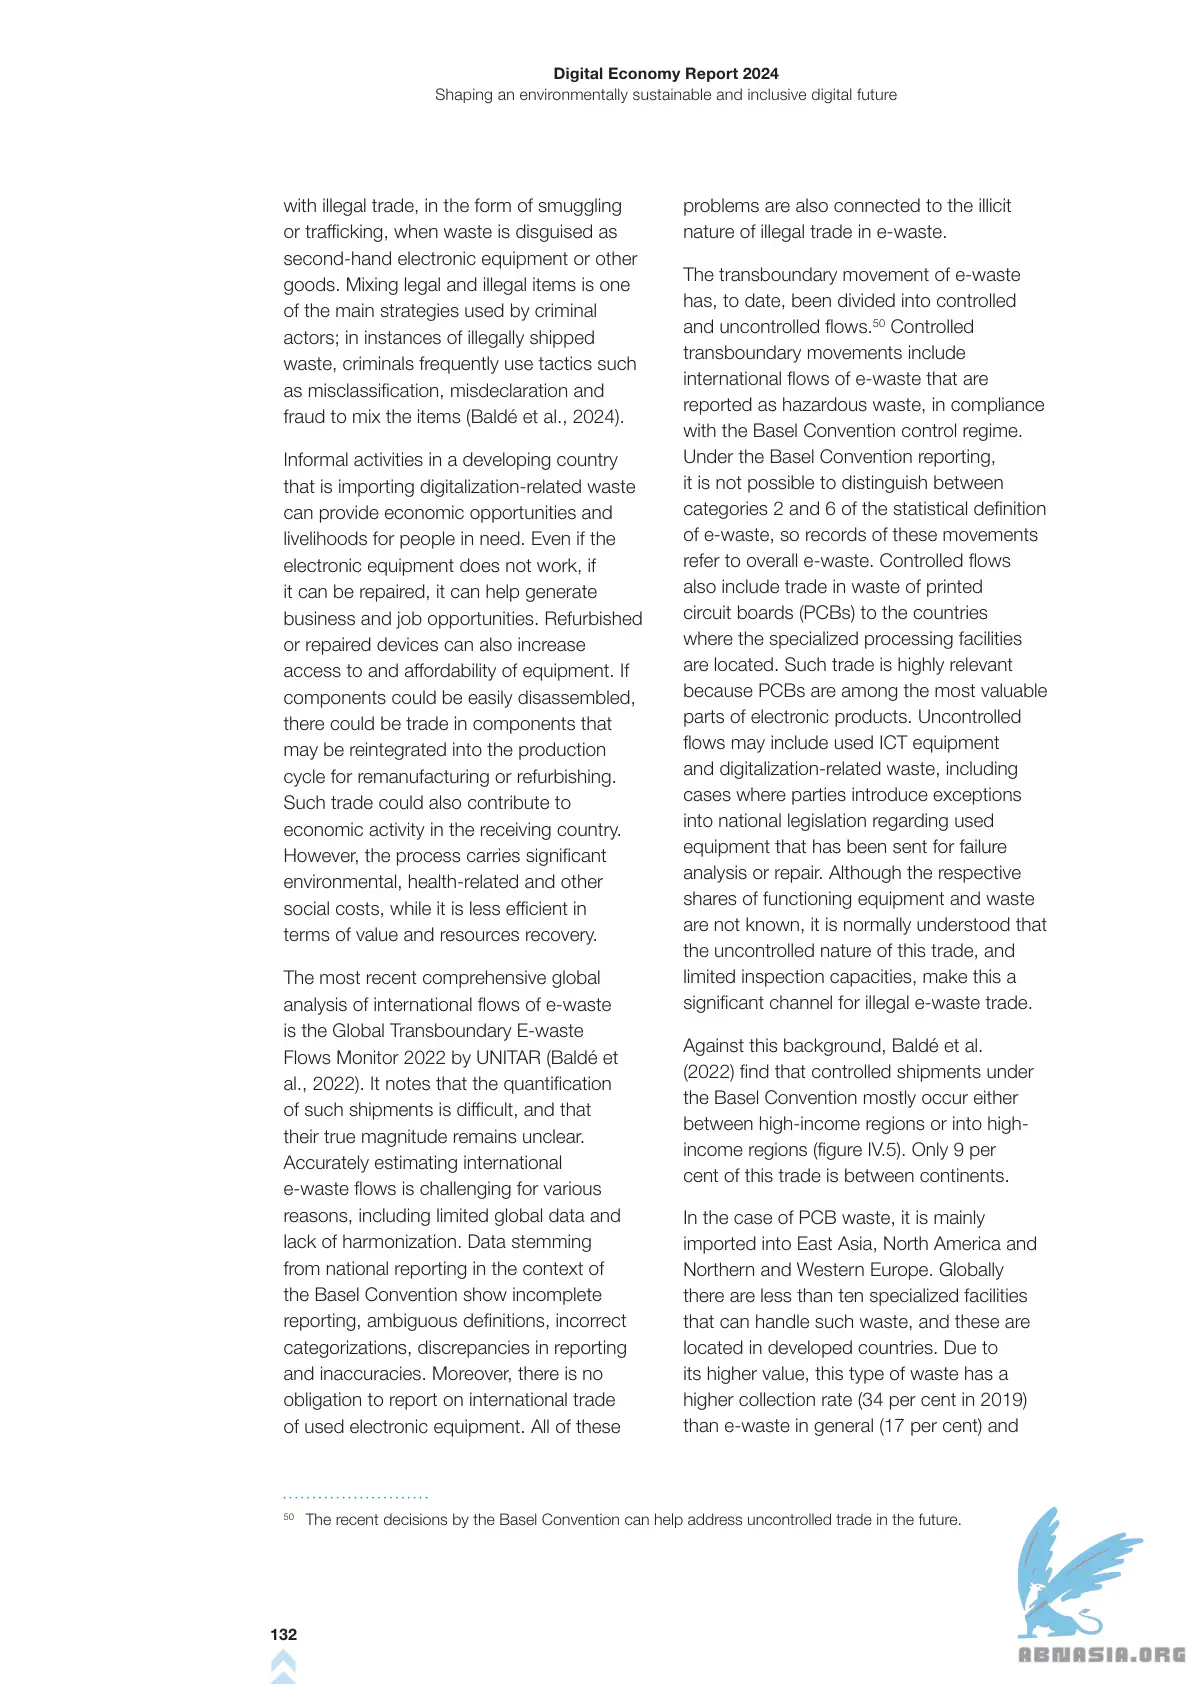 Digital Economy Report 2024
Shaping an environmentally sustainable and inclusive digital future
with illegal trade, in the form of smuggling
or trafficking, when waste is disguised as
second-hand electronic equipment or other
goods. Mixing legal and illegal items is one
of the main strategies used by criminal
actors; in instances of illegally shipped
waste, criminals frequently use tactics such
as misclassification, misdeclaration and
fraud to mix the items (Baldé et al., 2024).
Informal activities in a developing country
that is importing digitalization-related waste
can provide economic opportunities and
livelihoods for people in need. Even if the
electronic equipment does not work, if
it can be repaired, it can help generate
business and job opportunities. Refurbished
or repaired devices can also increase
access to and affordability of equipment. If
components could be easily disassembled,
there could be trade in components that
may be reintegrated into the production
cycle for remanufacturing or refurbishing.
Such trade could also contribute to
economic activity in the receiving country.
However, the process carries significant
environmental, health-related and other
social costs, while it is less efficient in
terms of value and resources recovery.
The most recent comprehensive global
analysis of international flows of e-waste
is the Global Transboundary E-waste
Flows Monitor 2022 by UNITAR (Baldé et
al., 2022). It notes that the quantification
of such shipments is difficult, and that
their true magnitude remains unclear.
Accurately estimating international
e-waste flows is challenging for various
reasons, including limited global data and
lack of harmonization. Data stemming
from national reporting in the context of
the Basel Convention show incomplete
reporting, ambiguous definitions, incorrect
categorizations, discrepancies in reporting
and inaccuracies. Moreover, there is no
obligation to report on international trade
of used electronic equipment. All of these
problems are also connected to the illicit
nature of illegal trade in e-waste.
The transboundary movement of e-waste
has, to date, been divided into controlled
and uncontrolled flows.50 Controlled
transboundary movements include
international flows of e-waste that are
reported as hazardous waste, in compliance
with the Basel Convention control regime.
Under the Basel Convention reporting,
it is not possible to distinguish between
categories 2 and 6 of the statistical definition
of e-waste, so records of these movements
refer to overall e-waste. Controlled flows
also include trade in waste of printed
circuit boards (PCBs) to the countries
where the specialized processing facilities
are located. Such trade is highly relevant
because PCBs are among the most valuable
parts of electronic products. Uncontrolled
flows may include used ICT equipment
and digitalization-related waste, including
cases where parties introduce exceptions
into national legislation regarding used
equipment that has been sent for failure
analysis or repair. Although the respective
shares of functioning equipment and waste
are not known, it is normally understood that
the uncontrolled nature of this trade, and
limited inspection capacities, make this a
significant channel for illegal e-waste trade.
Against this background, Baldé et al.
(2022) find that controlled shipments under
the Basel Convention mostly occur either
between high-income regions or into high-
income regions (figure IV.5). Only 9 per
cent of this trade is between continents.
In the case of PCB waste, it is mainly
imported into East Asia, North America and
Northern and Western Europe. Globally
there are less than ten specialized facilities
that can handle such waste, and these are
located in developed countries. Due to
its higher value, this type of waste has a
higher collection rate (34 per cent in 2019)
than e-waste in general (17 per cent) and
50 The recent decisions by the Basel Convention can help address uncontrolled trade in the future.
132
ABNASIA.ORG